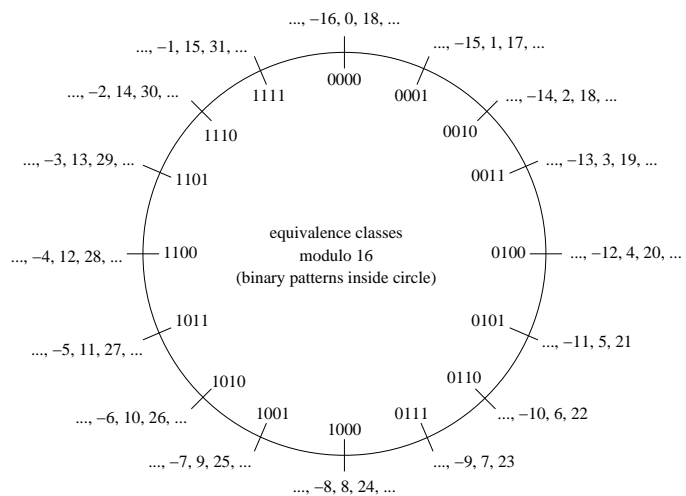 ..., −16, 0, 18, ...
..., −1, 15, 31, ...
..., −15, 1, 17, ...
0000
1111
0001
..., −2, 14, 30, ...
..., −14, 2, 18, ...
1110
0010
..., −3, 13, 29, ...
..., −13, 3, 19, ...
1101
0011
equivalence classes
..., −4, 12, 28, ...
1100
modulo 16
0100
..., −12, 4, 20, ...
(binary patterns inside circle)
1011
0101
..., −5, 11, 27, ...
..., −11, 5, 21
1010
0110
..., −6, 10, 26, ...
1001
0111
..., −10, 6, 22
1000
..., −7, 9, 25, ...
..., −9, 7, 23
..., −8, 8, 24, ...